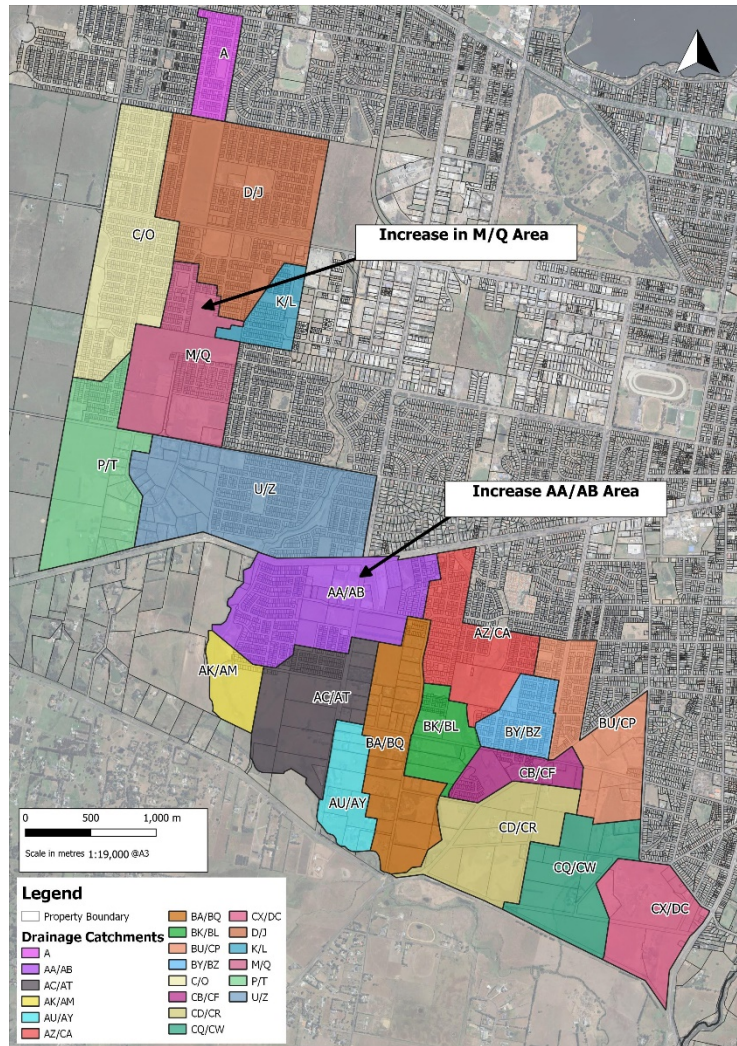 A
D/J
C/O
Increase in M/Q Area
K/L
M/Q
P/T
U/Z
Increase AA/AB Area
AA/AB
AZ/CA
AK/AM
AC/AT
BU/CP
BK/BL
BY/BZ
BA/BQ
CB/CF
AU/AY
CD/CR
CQ/CW
CX/DC
0 500 1,000 m
Scale in metres 1:19,000 @A3
Legend
Property Boundary
Drainage Catchments
A
AA/AB
AC/AT
AK/AM
AU/AY
AZ/CA
BA/BQ
BK/BL
BU/CP
BY/BZ
C/O
CB/CF
CD/CR
CQ/CW
CX/DC
D/J
K/L
M/Q
P/T
U/Z